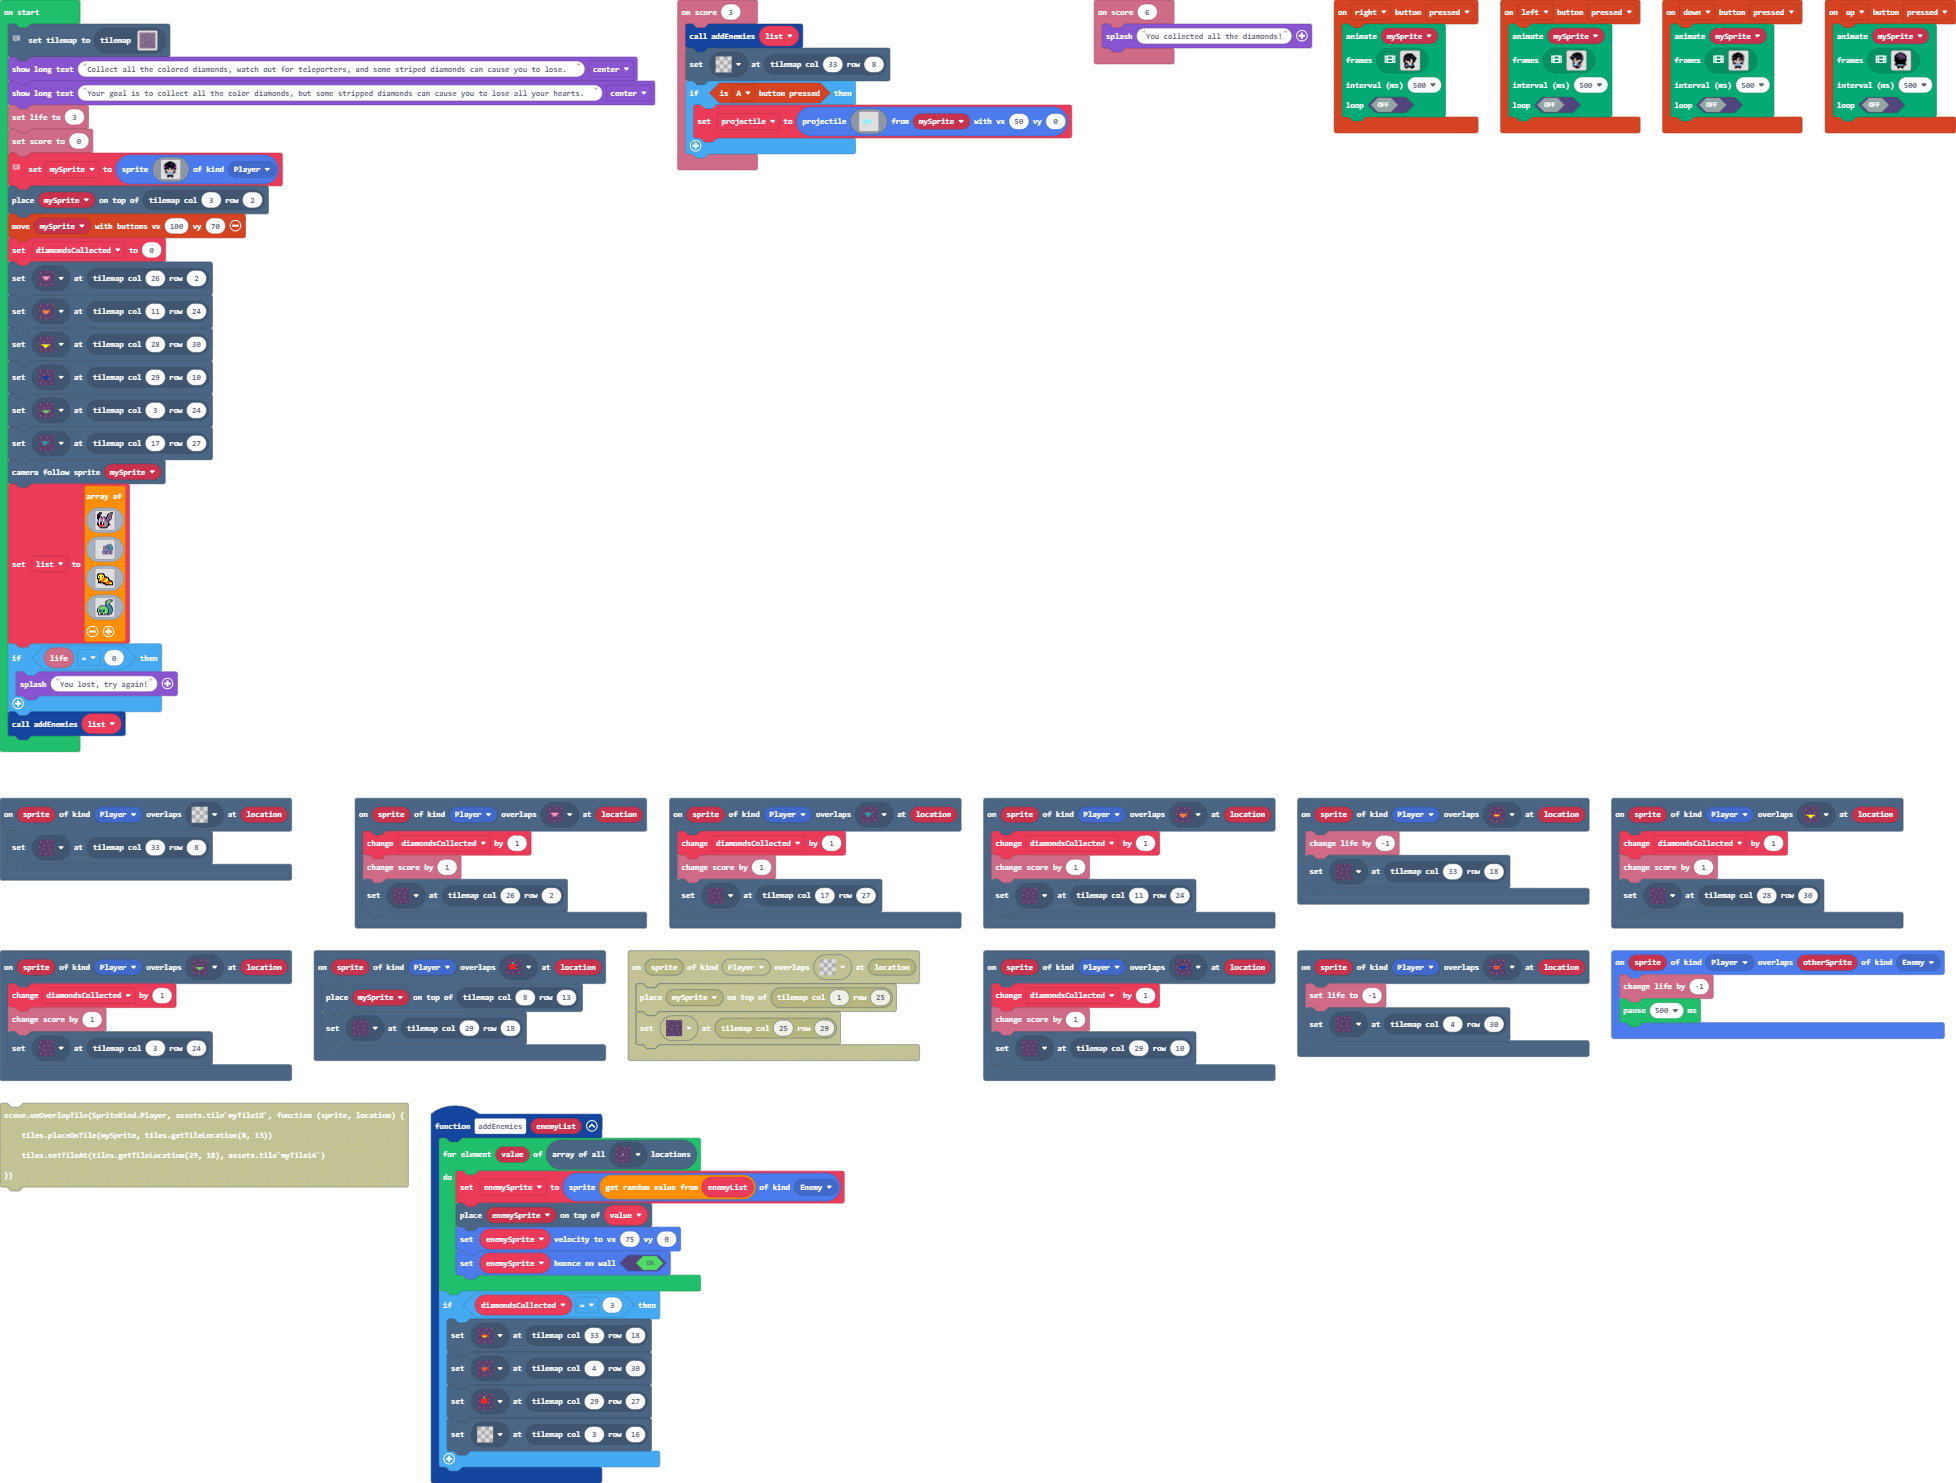 on start
set tilemap to tilemap
show long text "Collect all the colored diamonds, watch out for teleporters, and some striped diamonds can cause you to lose. " center
show long text "Your goal is to collect all the color diamonds, but some stripped diamonds can cause you to lose all your hearts. " center
set life to 3
set score to 0
set mySprite to sprite of kind Player
place mySprite on top of tilemap col 3 row 2
move mySprite with buttons vx 100 vy 70
set diamondsCollected to 0
set at tilemap col 26 row 2
set at tilemap col 11 row 24
set at tilemap col 28 row 30
set at tilemap col 29 row 10
set at tilemap col 3 row 24
set at tilemap col 17 row 27
camera follow sprite mySprite
set list to array of
if life = 0 then
splash "You lost, try again!"
call addEnemies list
on score 3
call addEnemies list
set at tilemap col 33 row 8
if is A button pressed then
set projectile to projectile from mySprite with vx 50 vy 0
on score 6
splash "You collected all the diamonds!"
on right button pressed
animate mySprite
frames
interval (ms) 500
loop OFF
on left button pressed
animate mySprite
frames
interval (ms) 500
loop OFF
on down button pressed
animate mySprite
frames
interval (ms) 500
loop OFF
on up button pressed
animate mySprite
frames
interval (ms) 500
loop OFF
on sprite of kind Player overlaps at location
set at tilemap col 33 row 8
on sprite of kind Player overlaps at location
change diamondsCollected by 1
change score by 1
set at tilemap col 26 row 2
on sprite of kind Player overlaps at location
change diamondsCollected by 1
change score by 1
set at tilemap col 17 row 27
on sprite of kind Player overlaps at location
change diamondsCollected by 1
change score by 1
set at tilemap col 11 row 24
on sprite of kind Player overlaps at location
change life by -1
set at tilemap col 33 row 18
on sprite of kind Player overlaps at location
change diamondsCollected by 1
change score by 1
set at tilemap col 28 row 30
on sprite of kind Player overlaps at location
change diamondsCollected by 1
change score by 1
set at tilemap col 3 row 24
on sprite of kind Player overlaps at location
place mySprite on top of tilemap col 8 row 13
set at tilemap col 29 row 18
on sprite of kind Player overlaps at location
place mySprite on top of tilemap col 1 row 25
set at tilemap col 25 row 29
on sprite of kind Player overlaps at location
change diamondsCollected by 1
change score by 1
set at tilemap col 29 row 10
on sprite of kind Player overlaps at location
set life to -1
set at tilemap col 4 row 30
on sprite of kind Player overlaps otherSprite of kind Enemy
change life by -1
pause 500 ms
scene.onOverlapTile(SpriteKind.Player, assets.tile`myTile18`, function (sprite, location) {
tiles.placeOnTile(mySprite, tiles.getTileLocation(8, 13))
tiles.setTileAt(tiles.getTileLocation(29, 18), assets.tile`myTile16`)
})
function addEnemies enemyList
for element value of array of all locations
do
set enemySprite to sprite get random value from enemyList of kind Enemy
place enemySprite on top of value
set enemySprite velocity to vx 75 vy 0
set enemySprite bounce on wall ON
if diamondsCollected = 3 then
set at tilemap col 33 row 18
set at tilemap col 4 row 30
set at tilemap col 29 row 27
set at tilemap col 3 row 16